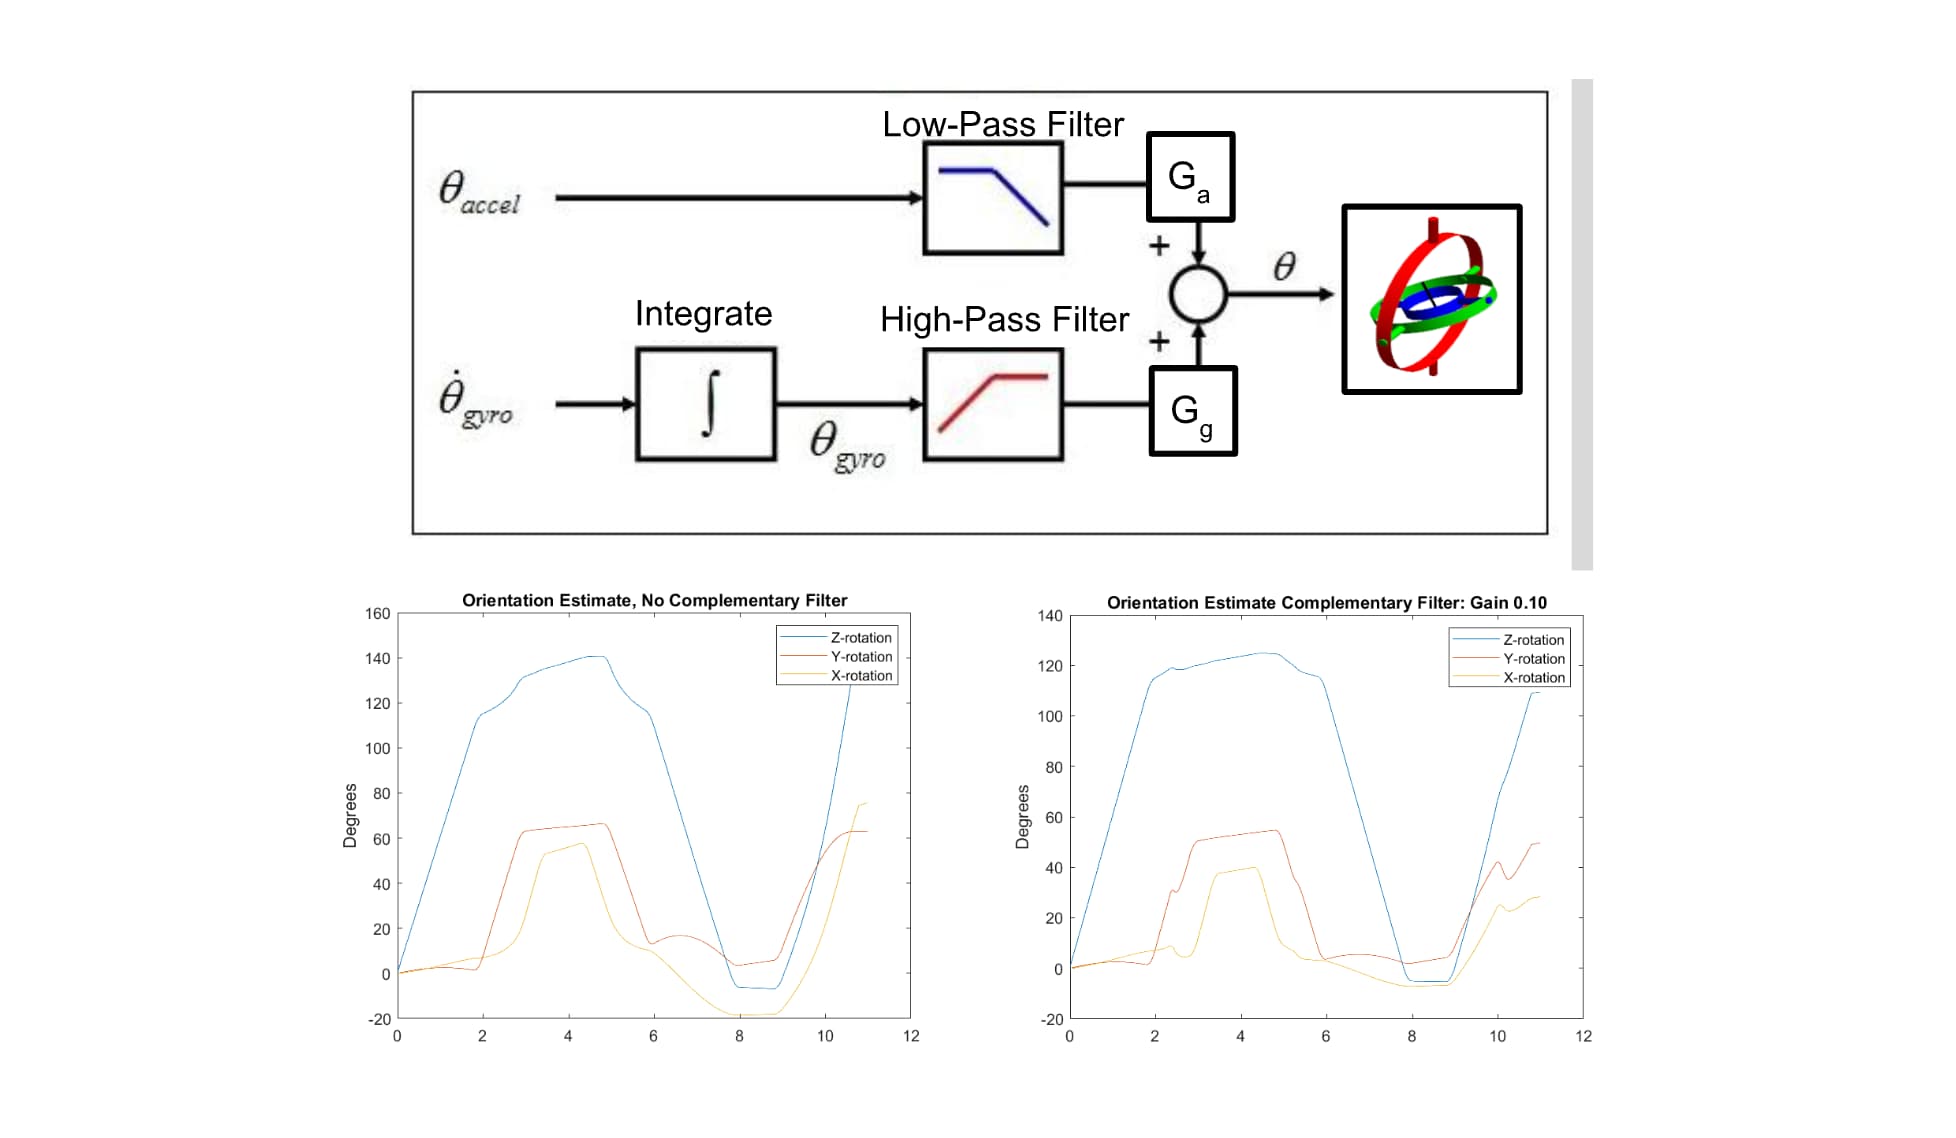 Low-Pass Filter
θaccel
Ga
+
θ
Integrate
High-Pass Filter
+
θ̇gyro
∫
θgyro
Gg
Orientation Estimate, No Complementary Filter
160
140
120
100
80
60
40
20
0
-20
Degrees
Z-rotation
Y-rotation
X-rotation
0 2 4 6 8 10 12
Orientation Estimate Complementary Filter: Gain 0.10
140
120
100
80
60
40
20
0
-20
Degrees
Z-rotation
Y-rotation
X-rotation
0 2 4 6 8 10 12